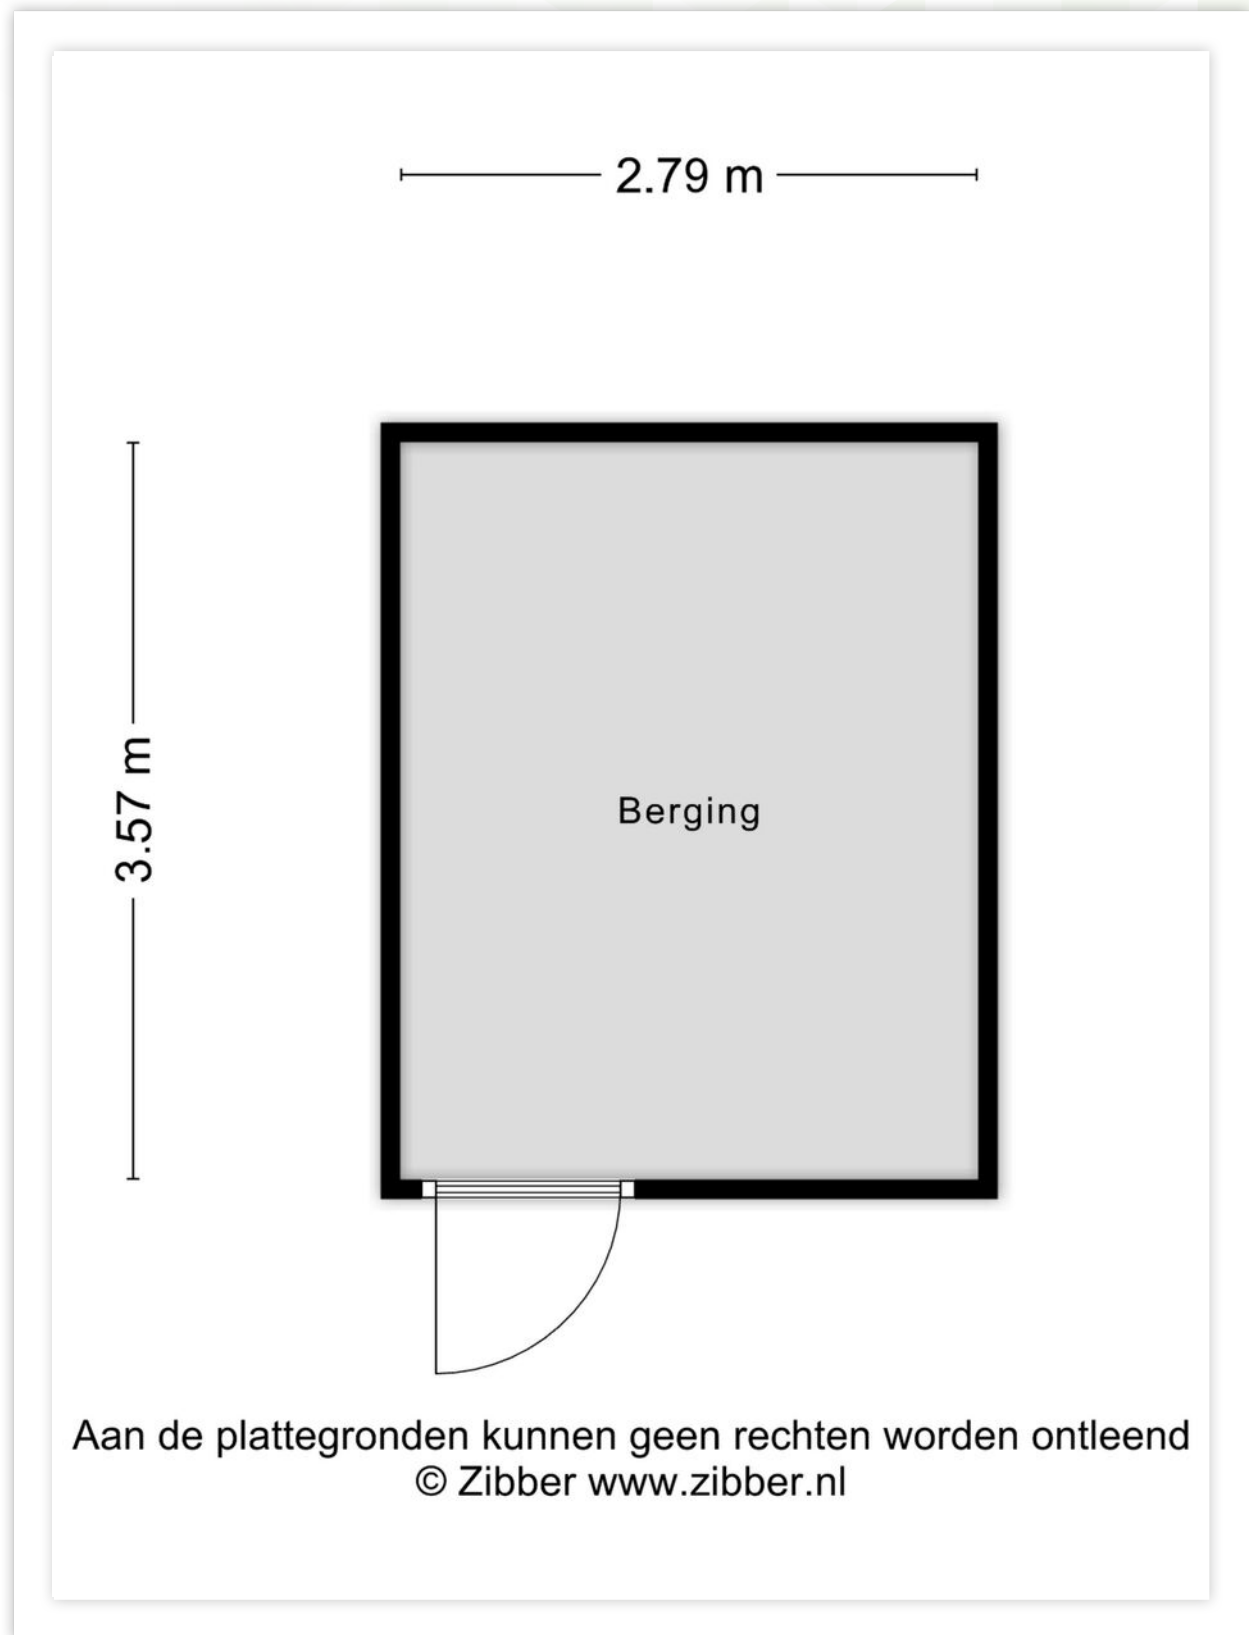 2.79 m
3.57 m
Berging
Aan de plattegronden kunnen geen rechten worden ontleend
© Zibber www.zibber.nl